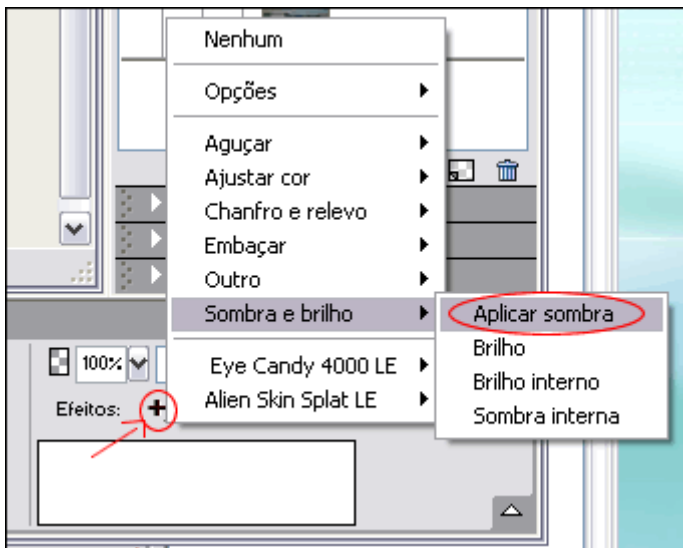 Nenhum
Opções
Aguçar
Ajustar cor
Chanfro e relevo
Embaçar
Outro
Sombra e brilho
Aplicar sombra
Brilho
Brilho interno
Sombra interna
100%
Eye Candy 4000 LE
Efeitos:
Alien Skin Splat LE